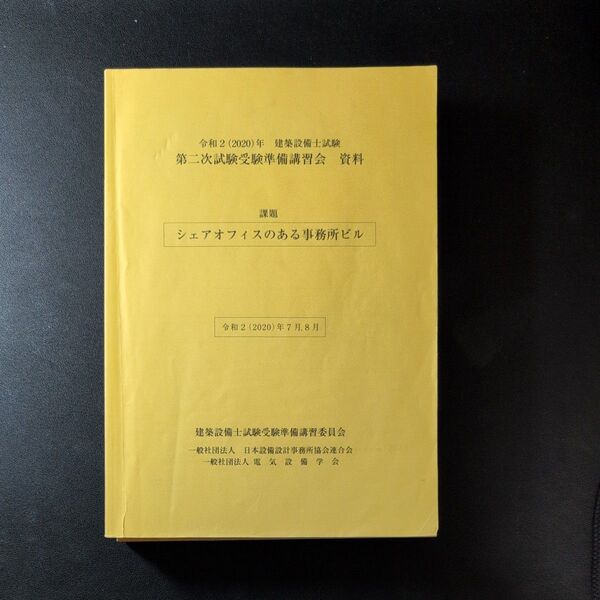 令和２(2020)年　建築設備士試験
第二次試験受験準備講習会　資料
課題
シェアオフィスのある事務所ビル
令和２(2020)年７月,８月
建築設備士試験受験準備講習委員会
一般社団法人　日本設備設計事務所協会連合会
一般社団法人　電　気　設　備　学　会